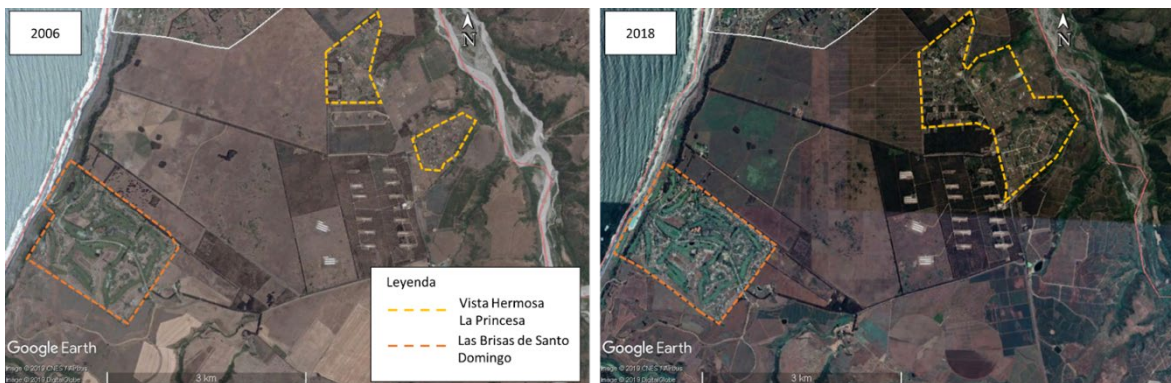 2006
N
Leyenda
Vista Hermosa
La Princesa
Las Brisas de Santo
Domingo
Google Earth
3 km
2018
N
Google Earth
3 km